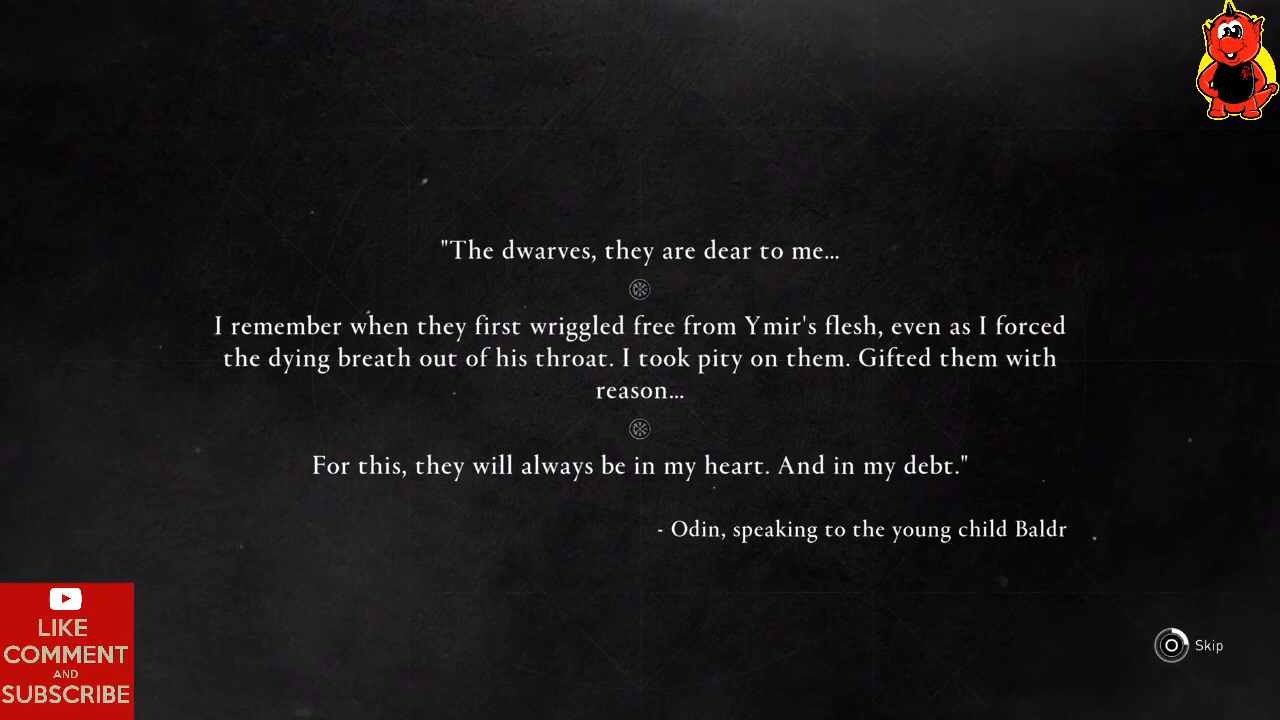 "The dwarves, they are dear to me...
I remember when they first wriggled free from Ymir's flesh, even as I forced
the dying breath out of his throat. I took pity on them. Gifted them with
reason...
For this, they will always be in my heart. And in my debt."
- Odin, speaking to the young child Baldr
LIKE
COMMENT
AND
SUBSCRIBE
Skip